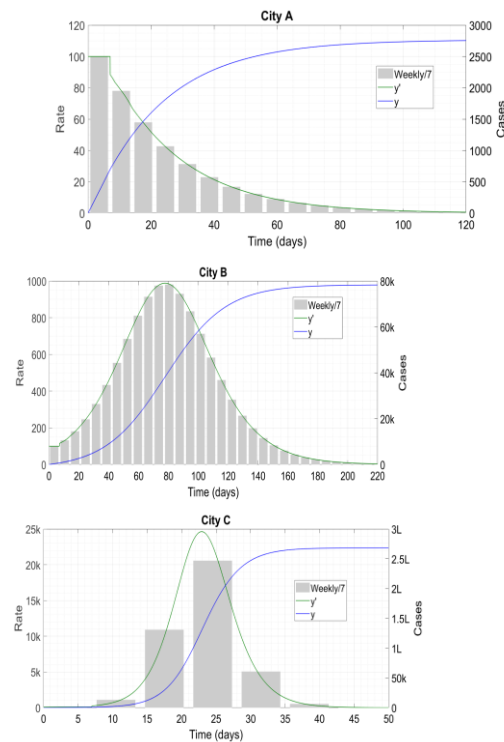 City A
120
100
80
60
40
20
0
Rate
3000
2500
2000
1500
1000
500
0
Cases
Weekly/7
y'
y
0 20 40 60 80 100 120
Time (days)
City B
1000
800
600
400
200
0
Rate
80k
60k
40k
20k
0
Cases
Weekly/7
y'
y
0 20 40 60 80 100 120 140 160 180 200 220
Time (days)
City C
25k
20k
15k
10k
5k
0
Rate
3L
2.5L
2L
1.5L
1L
50k
0
Cases
Weekly/7
y'
y
0 5 10 15 20 25 30 35 40 45 50
Time (days)